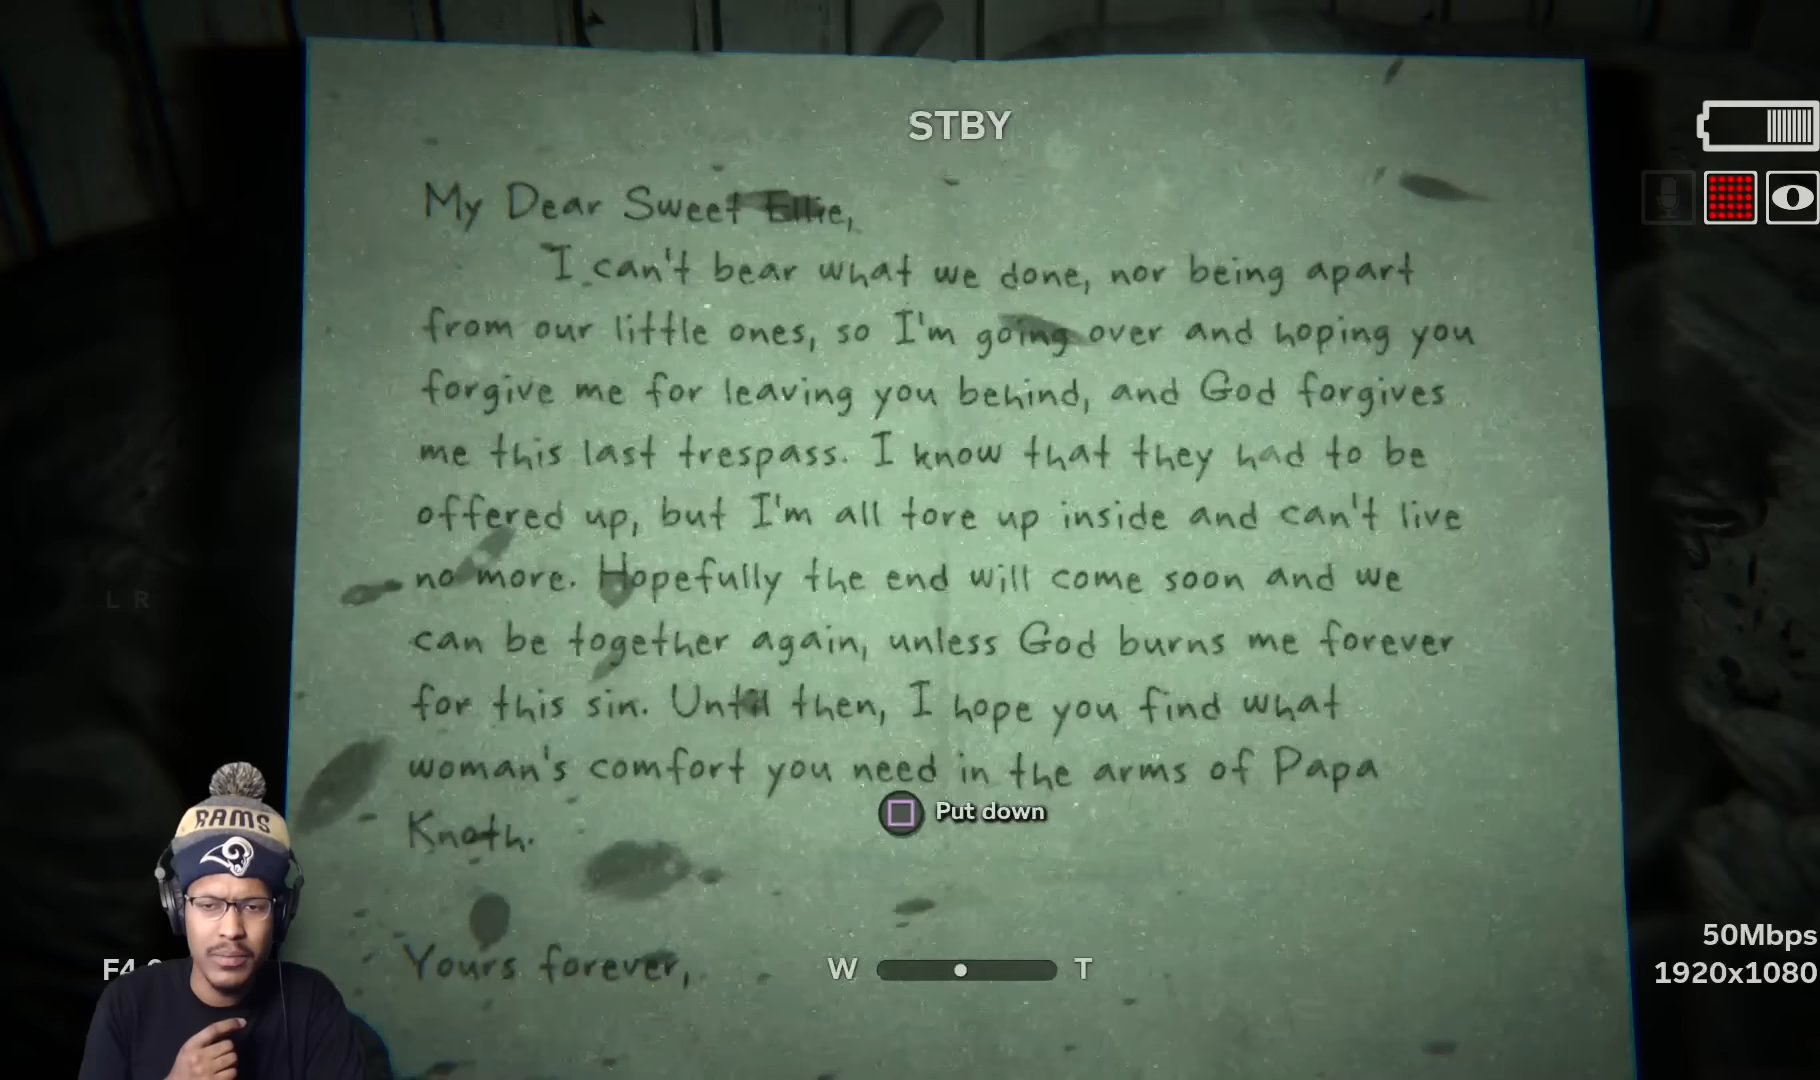 STBY
My Dear Sweet Ellie,
I can't bear what we done, nor being apart
from our little ones, so I'm going over and hoping you
forgive me for leaving you behind, and God forgives
me this last trespass. I know that they had to be
offered up, but I'm all tore up inside and can't live
no more. Hopefully the end will come soon and we
L R
can be together again, unless God burns me forever
for this sin. Until then, I hope you find what
woman's comfort you need in the arms of Papa
Put down
Knoth.
RAMS
Yours forever,
W T
50Mbps
1920x1080